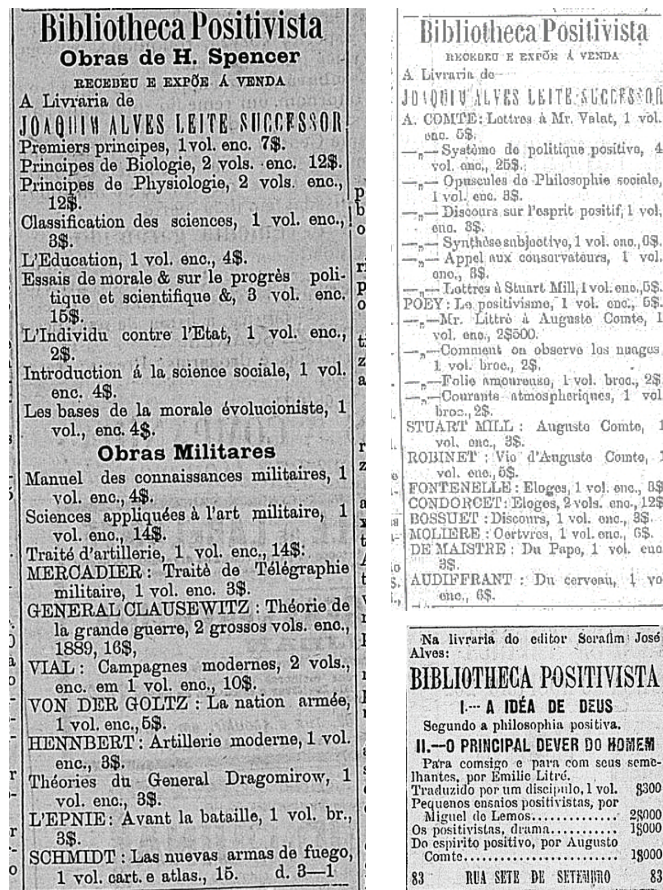 Bibliotheca Positivista
Obras de H. Spencer
RECEBEU E EXPÕE Á VENDA
A Livraria de
JOAQUIM ALVES LEITE SUCCESSOR
Premiers principes, 1 vol. enc. 7$.
Principes de Biologie, 2 vols. enc. 12$.
Principes de Physiologie, 2 vols. enc.,
12$.
Classification des sciences, 1 vol. enc.,
3$.
L'Education, 1 vol. enc., 4$.
Essais de morale & sur le progrès poli-
tique et scientifique &, 3 vol. enc.
15$.
L'Individu contre l'Etat, 1 vol. enc.,
2$.
Introduction á la science sociale, 1 vol.
enc. 4$.
Les bases de la morale évolucioniste, 1
vol., enc. 4$.
Obras Militares
Manuel des connaissances militaires, 1
vol. enc., 4$.
Sciences appliquées à l'art militaire, 1
vol. enc., 14$.
Traité d'artillerie, 1 vol. enc., 14$:
MERCADIER: Traité de Télégraphie
militaire, 1 vol. enc. 3$.
GENERAL CLAUSEWITZ: Théorie de
la grande guerre, 2 grossos vols. enc.,
1889, 16$,
VIAL: Campagnes modernes, 2 vols.,
enc. em 1 vol. enc., 10$.
VON DER GOLTZ: La nation armée,
1 vol. enc., 5$.
HENNBERT: Artillerie moderne, 1 vol.
enc., 3$.
Théories du General Dragomirow, 1
vol. enc., 3$.
L'EPNIE: Avant la bataille, 1 vol. br.,
3$.
SCHMIDT: Las nuevas armas de fuego,
1 vol. cart. e atlas., 15. d. 3—1
Bibliotheca Positivista
RECEBEU E EXPÕE Á VENDA
A Livraria de
JOAQUIM ALVES LEITE SUCCESSOR
A. COMTE: Lettres à Mr. Valat, 1 vol.
enc. 5$.
—„—Système de politique positive, 4
vol. enc., 25$.
—„—Opuscules de Philosophie sociale,
1 vol. enc. 3$.
—„—Discours sur l'esprit positif, 1 vol,
enc. 3$.
—„—Synthèse subjective, 1 vol. enc., 6$.
—„—Appel aux conservateurs, 1 vol.
enc., 3$.
—„—Lettres à Stuart Mill, 1 vol. enc., 5$.
POEY: Le positivisme, 1 vol. enc., 5$.
—„—Mr. Littré à Auguste Comte, 1
vol. enc., 2$500.
—„—Comment on observe les nuages,
1 vol. broc., 2$.
—„—Folie amoureuse, 1 vol. broc., 2$
—„—Courants atmospheriques, 1 vol
broc., 2$.
STUART MILL: Auguste Comte, 1
vol. enc., 3$.
ROBINET: Vie d'Auguste Comte, 1
vol. enc., 5$.
FONTENELLE: Eloges, 1 vol. enc., 3$
CONDORCET: Eloges, 2 vols. enc., 12$
BOSSUET: Discours, 1 vol. enc., 3$.
MOLIERE: Oertvres, 1 vol. enc., 6$.
DE MAISTRE: Du Pape, 1 vol. enc
3$.
AUDIFFRANT: Du cerveau, 1 vo
enc., 6$.
Na livraria do editor Serafim José
Alves:
BIBLIOTHECA POSITIVISTA
I.-- A IDÉA DE DEUS
Segundo a philosophia positiva.
II.—O PRINCIPAL DEVER DO HOMEM
Para comsigo e para com seus seme-
lhantes, por Emilio Litré.
Traduzido por um discipulo, 1 vol. $300
Pequenos ensaios positivistas, por
Miguel de Lemos............ 2$000
Os positivistas, drama.......... 1$000
Do espirito positivo, por Augusto
Comte.................. 1$000
83 RUA SETE DE SETEMBRO 83